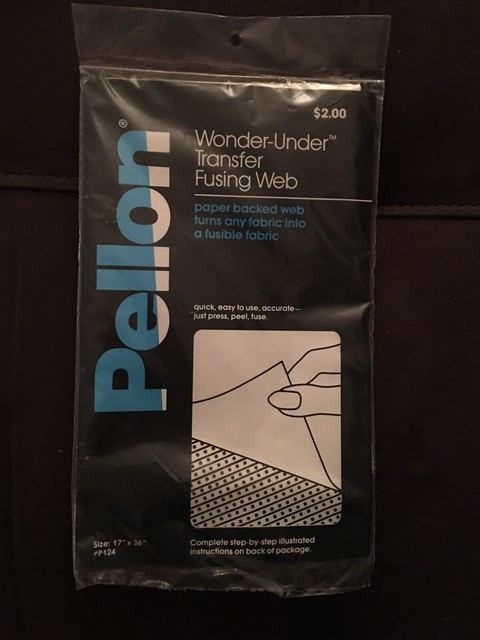 $2.00
Pellon®
Wonder-Under™
Transfer
Fusing Web
paper backed web
turns any fabric into
a fusible fabric
quick, easy to use, accurate—
just press, peel, fuse.
Size: 17" x 36"
#P124
Complete step-by-step illustrated
instructions on back of package.